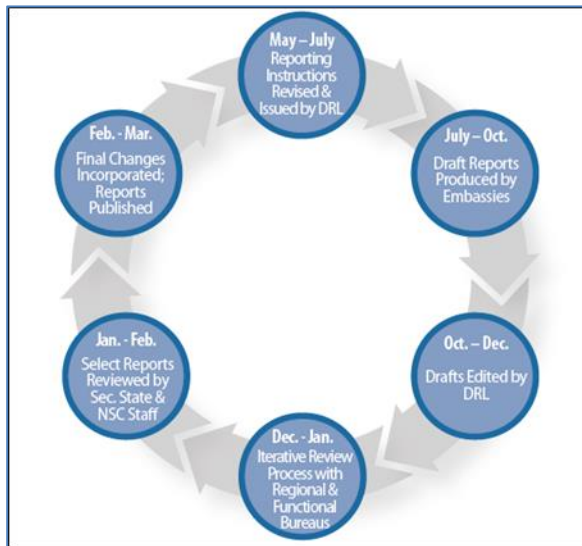 May – July
Reporting
Instructions
Revised &
Issued by DRL
July – Oct.
Draft Reports
Produced by
Embassies
Oct. – Dec.
Drafts Edited by
DRL
Dec. - Jan.
Iterative Review
Process with
Regional &
Functional
Bureaus
Jan. - Feb.
Select Reports
Reviewed by
Sec. State &
NSC Staff
Feb. - Mar.
Final Changes
Incorporated;
Reports
Published